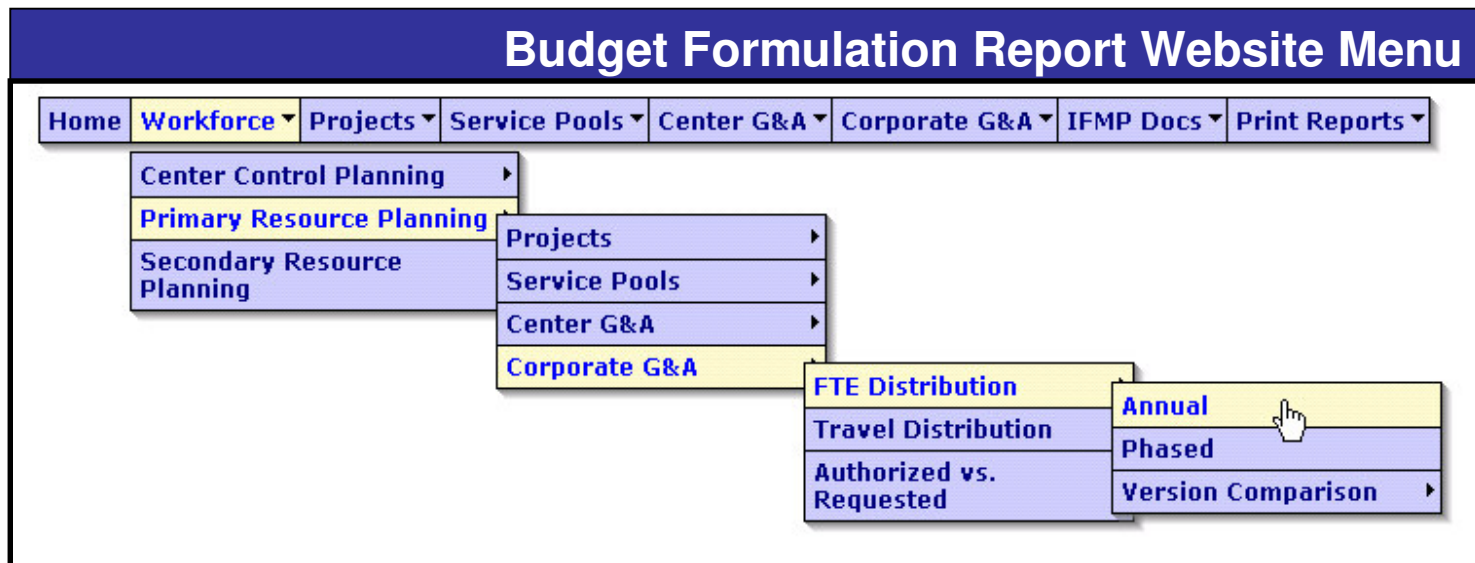 Budget Formulation Report Website Menu
Home Workforce Projects Service Pools Center G&A Corporate G&A IFMP Docs Print Reports
Center Control Planning
Primary Resource Planning
Secondary Resource
Planning
Projects
Service Pools
Center G&A
Corporate G&A
FTE Distribution
Travel Distribution
Authorized vs.
Requested
Annual
Phased
Version Comparison